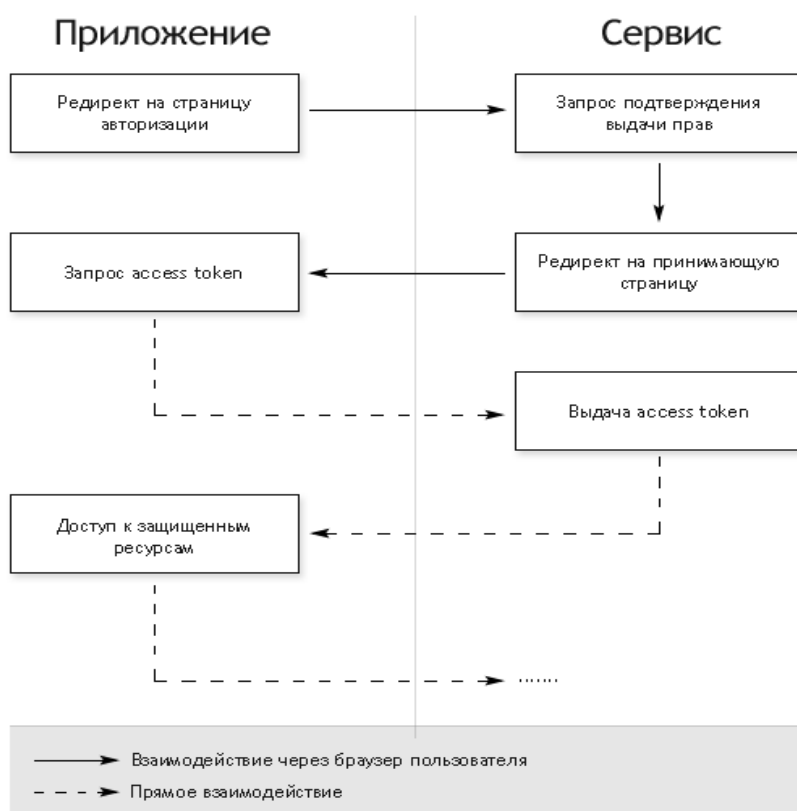 Приложение
Сервис
Редирект на страницу
авторизации
Запрос подтверждения
выдачи прав
Запрос access token
Редирект на принимающую
страницу
Выдача access token
Доступ к защищенным
ресурсам
.......
Взаимодействие через браузер пользователя
Прямое взаимодействие